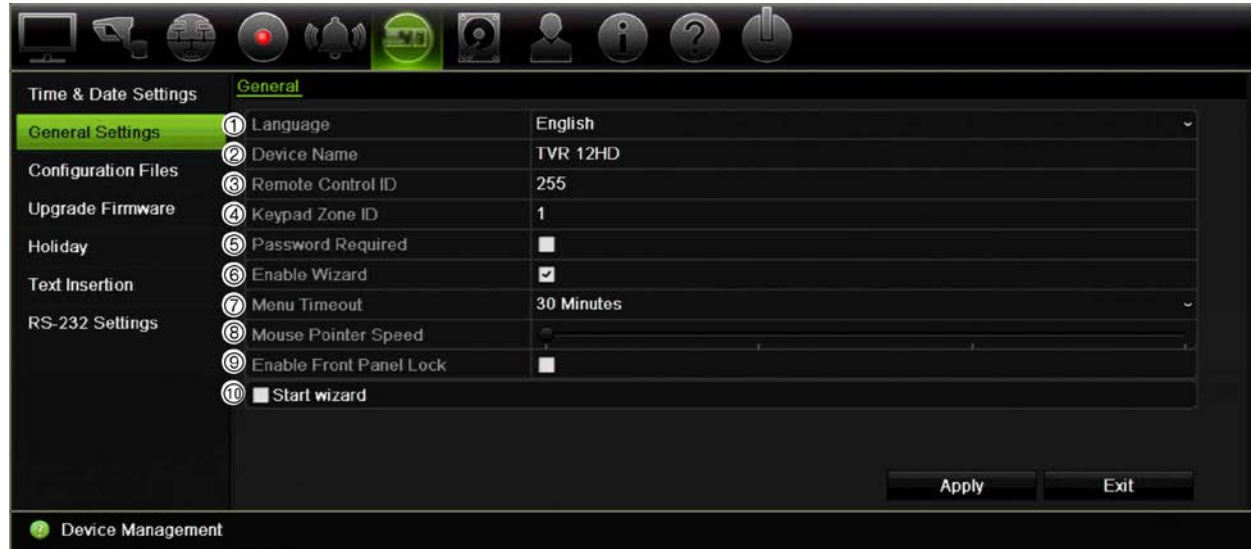 Time & Date Settings
General Settings
Configuration Files
Upgrade Firmware
Holiday
Text Insertion
RS-232 Settings
General
① Language English
② Device Name TVR 12HD
③ Remote Control ID 255
④ Keypad Zone ID 1
⑤ Password Required
⑥ Enable Wizard
⑦ Menu Timeout 30 Minutes
⑧ Mouse Pointer Speed
⑨ Enable Front Panel Lock
⑩ Start wizard
Apply Exit
Device Management